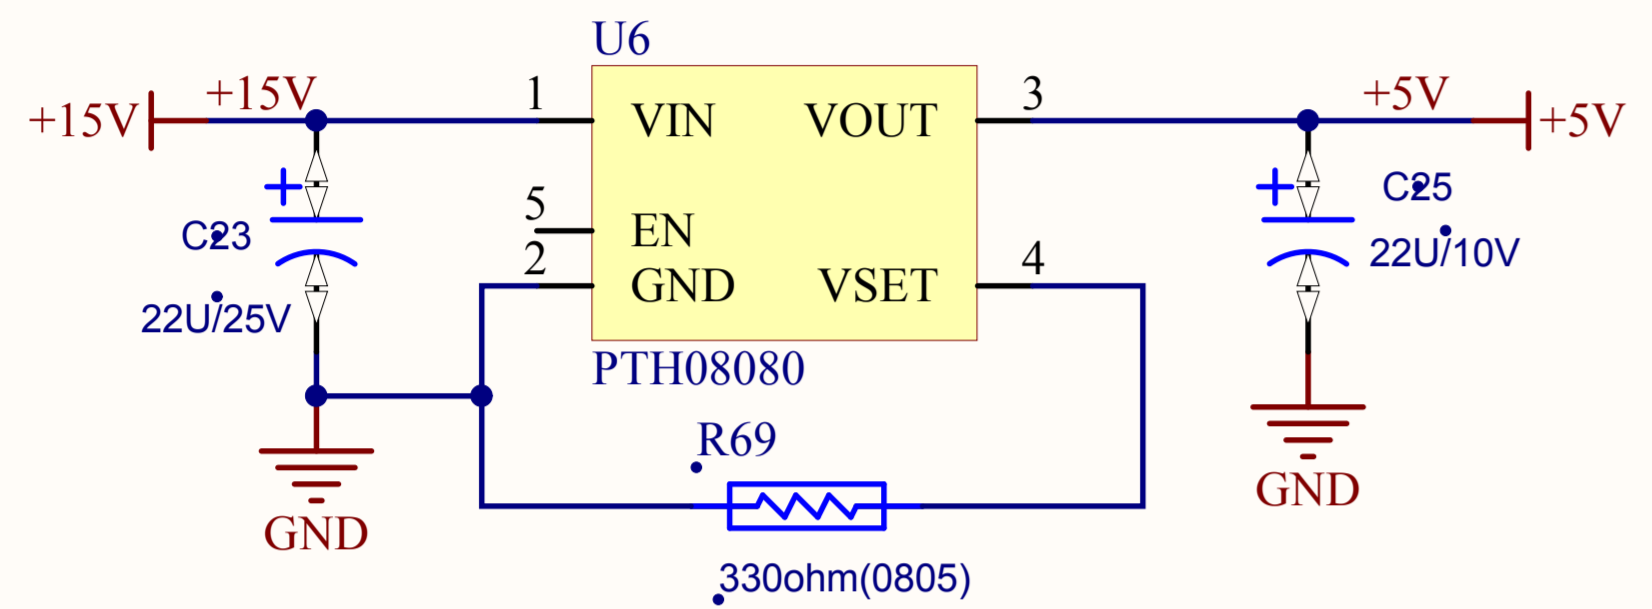 U6
+15V
+15V
1
VIN
VOUT
3
+5V
+5V
+
C23
22U/25V
5
EN
2
GND
VSET
4
+
C25
22U/10V
PTH08080
R69
330ohm(0805)
GND
GND